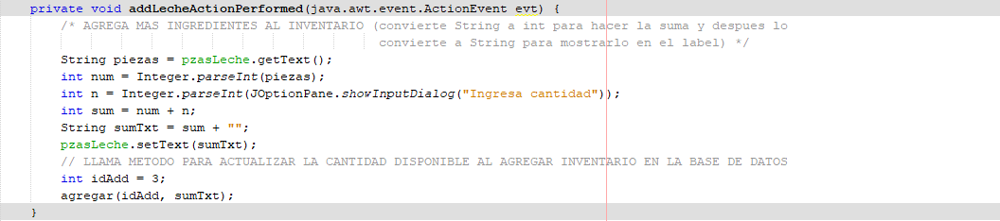 private void addLecheActionPerformed(java.awt.event.ActionEvent evt) {
/* AGREGA MAS INGREDIENTES AL INVENTARIO (convierte String a int para hacer la suma y despues lo
convierte a String para mostrarlo en el label) */
String piezas = pzasLeche.getText();
int num = Integer.parseInt(piezas);
int n = Integer.parseInt(JOptionPane.showInputDialog("Ingresa cantidad"));
int sum = num + n;
String sumTxt = sum + "";
pzasLeche.setText(sumTxt);
// LLAMA METODO PARA ACTUALIZAR LA CANTIDAD DISPONIBLE AL AGREGAR INVENTARIO EN LA BASE DE DATOS
int idAdd = 3;
agregar(idAdd, sumTxt);
}